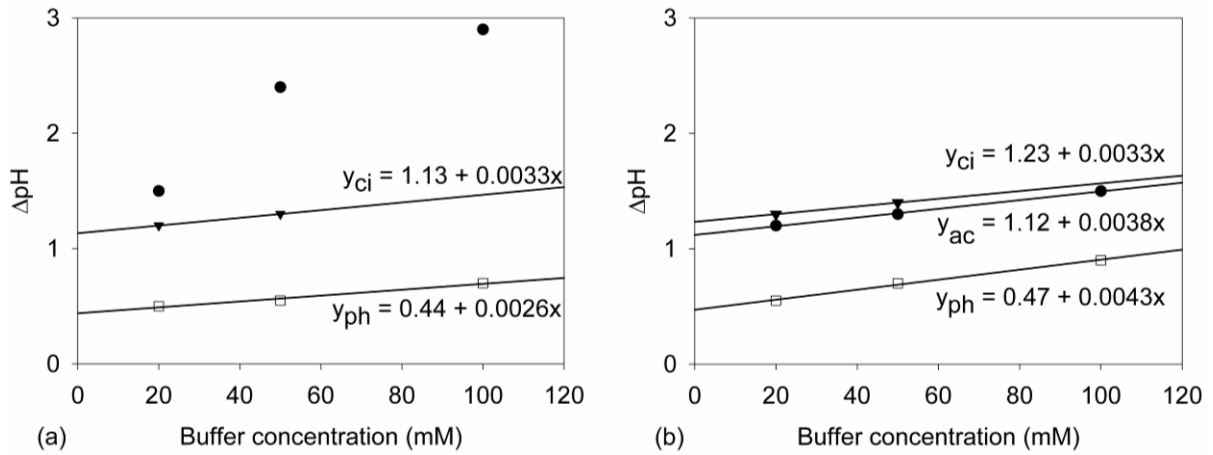 3
2
1
0
ΔpH
y_ci = 1.13 + 0.0033x
y_ph = 0.44 + 0.0026x
0 20 40 60 80 100 120
(a) Buffer concentration (mM)
3
2
1
0
ΔpH
y_ci = 1.23 + 0.0033x
y_ac = 1.12 + 0.0038x
y_ph = 0.47 + 0.0043x
0 20 40 60 80 100 120
(b) Buffer concentration (mM)